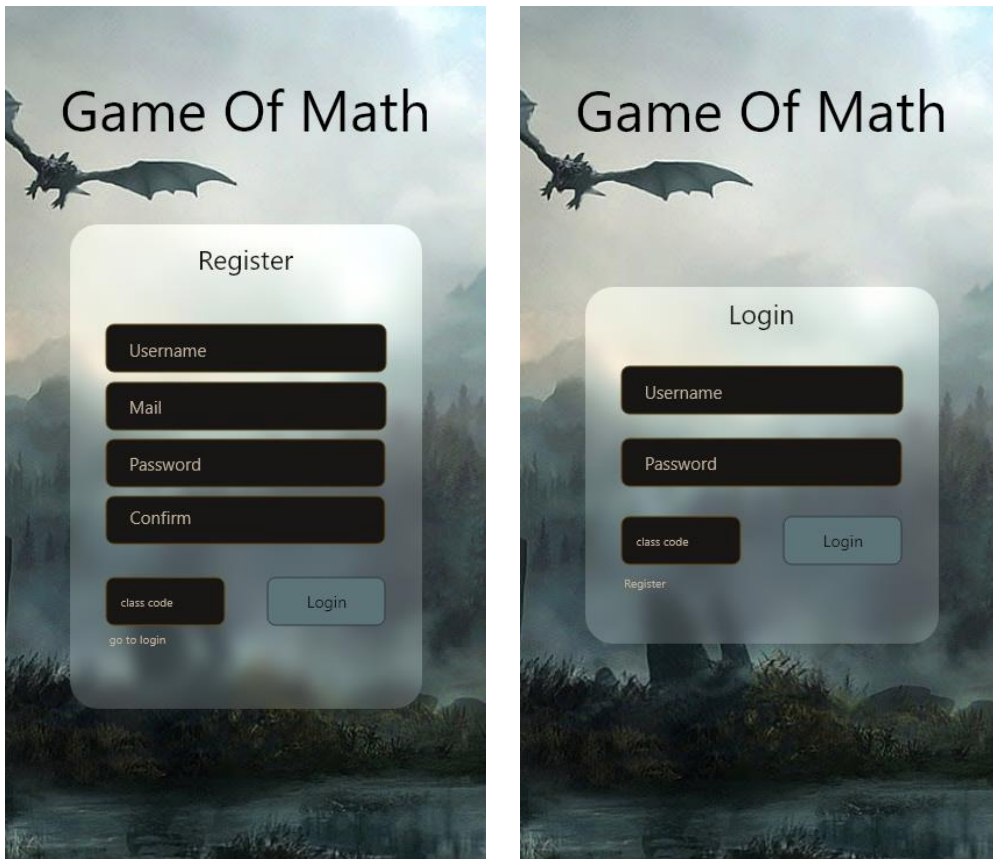 Game Of Math
Register
Username
Mail
Password
Confirm
class code
Login
go to login
Game Of Math
Login
Username
Password
class code
Login
Register